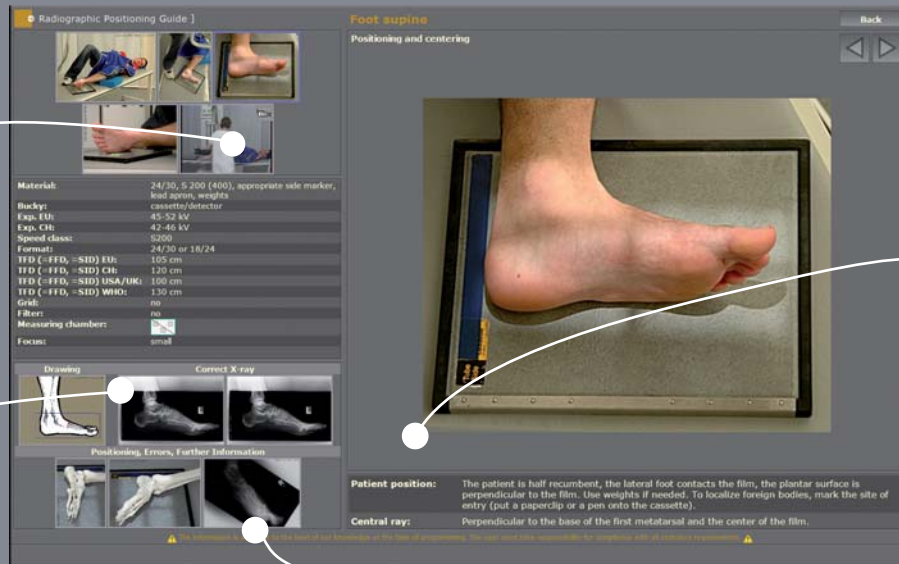 Radiographic Positioning Guide ]
Material: 24/30, S 200 (400), appropriate side marker,
lead apron, weights
Bucky: cassette/detector
Exp. EU: 45-52 kV
Exp. CH: 42-46 kV
Speed class: S200
Format: 24/30 or 18/24
TFD (=FFD, =SID) EU: 105 cm
TFD (=FFD, =SID) CH: 120 cm
TFD (=FFD, =SID) USA/UK: 100 cm
TFD (=FFD, =SID) WHO: 130 cm
Grid: no
Filter: no
Measuring chamber:
Focus: small
Drawing Correct X-ray
Positioning, Errors, Further Information
Foot supine
Back
Positioning and centering
Patient position: The patient is half recumbent, the lateral foot contacts the film, the plantar surface is
perpendicular to the film. Use weights if needed. To localize foreign bodies, mark the site of
entry (put a paperclip or a pen onto the cassette).
Central ray: Perpendicular to the base of the first metatarsal and the center of the film.